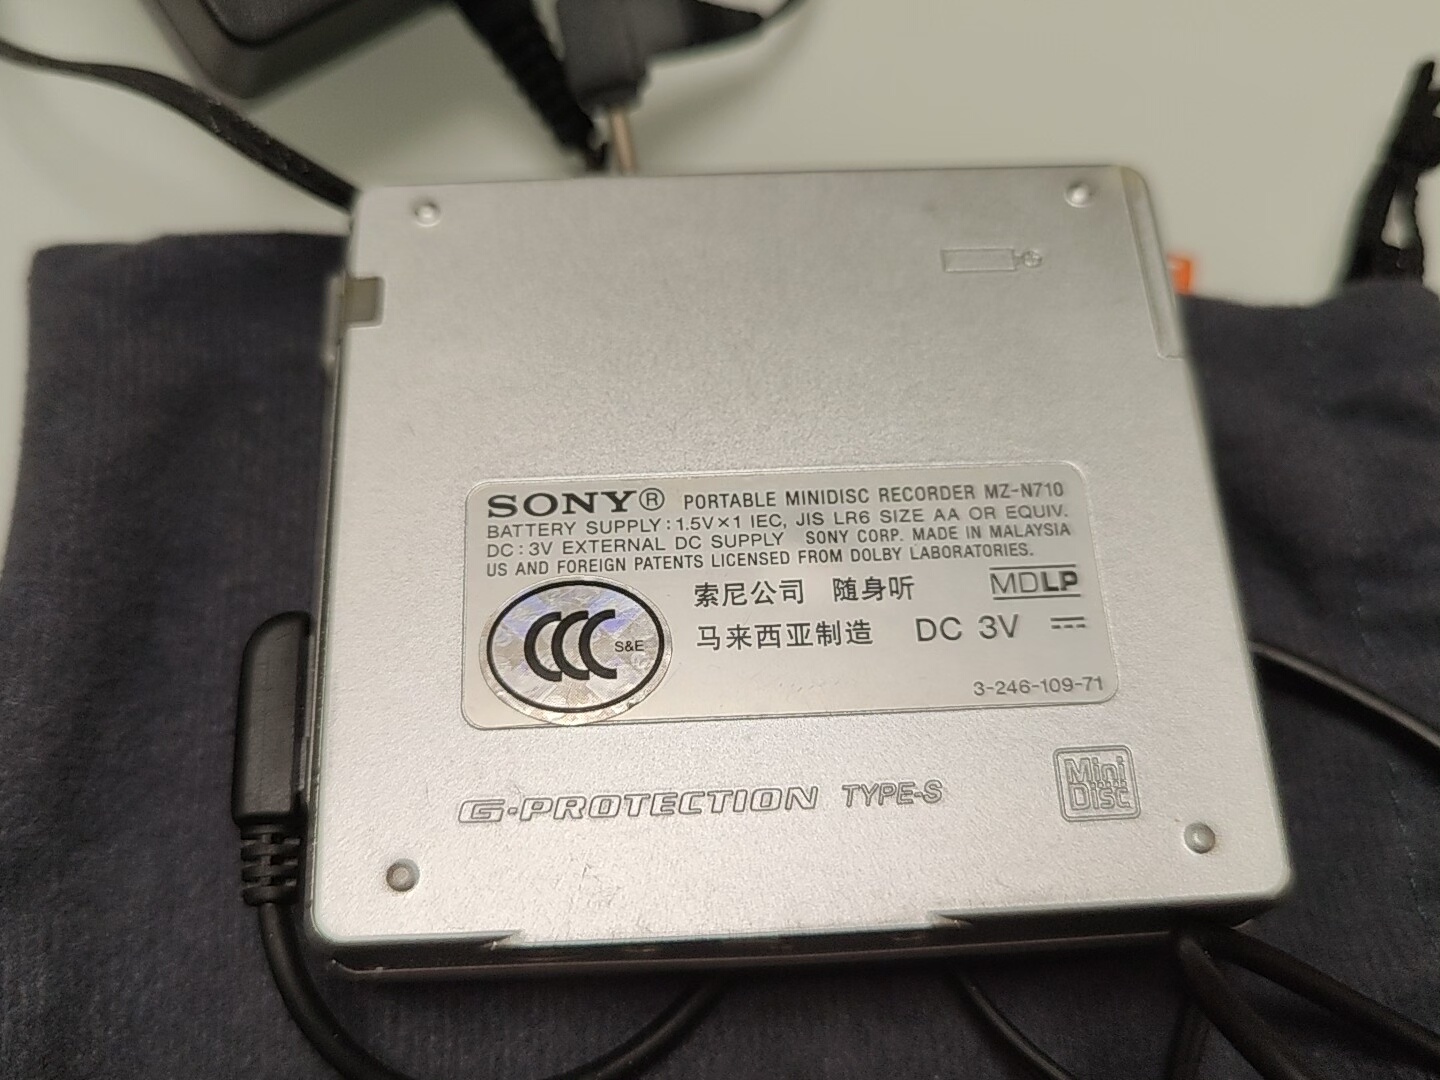 SONY® PORTABLE MINIDISC RECORDER MZ-N710
BATTERY SUPPLY: 1.5V×1 IEC, JIS LR6 SIZE AA OR EQUIV.
DC: 3V EXTERNAL DC SUPPLY SONY CORP. MADE IN MALAYSIA
US AND FOREIGN PATENTS LICENSED FROM DOLBY LABORATORIES.
索尼公司 随身听 MDLP
马来西亚制造 DC 3V ⎓
CCC S&E
3-246-109-71
G-PROTECTION TYPE-S
Mini
Disc